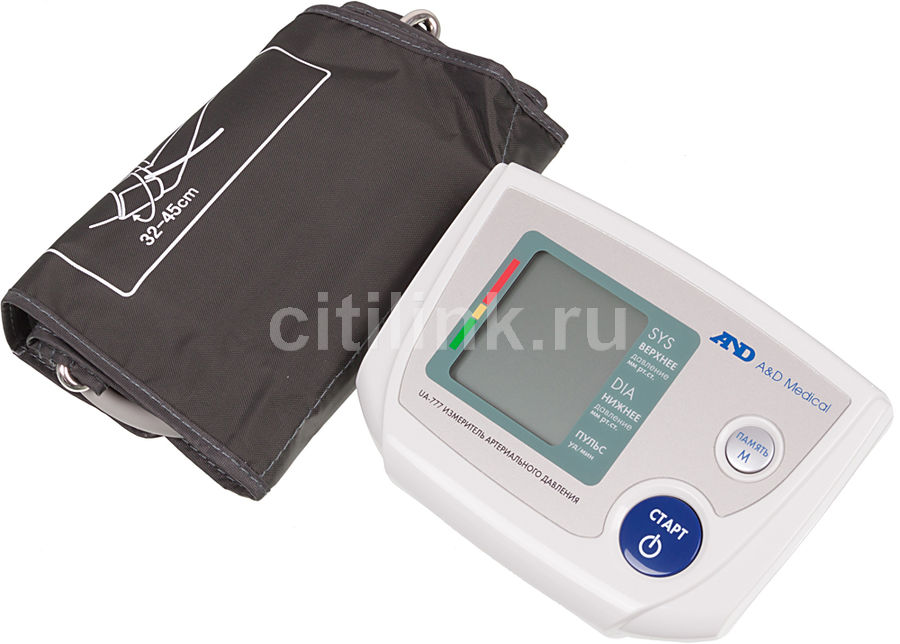 32-45cm
citilink.ru
SYS
ВЕРХНЕЕ
давление
мм рт.ст.
DIA
НИЖНЕЕ
давление
мм рт.ст.
ПУЛЬС
уд/мин
AND A&D Medical
ПАМЯТЬ
M
СТАРТ
UA-777 ИЗМЕРИТЕЛЬ АРТЕРИАЛЬНОГО ДАВЛЕНИЯ